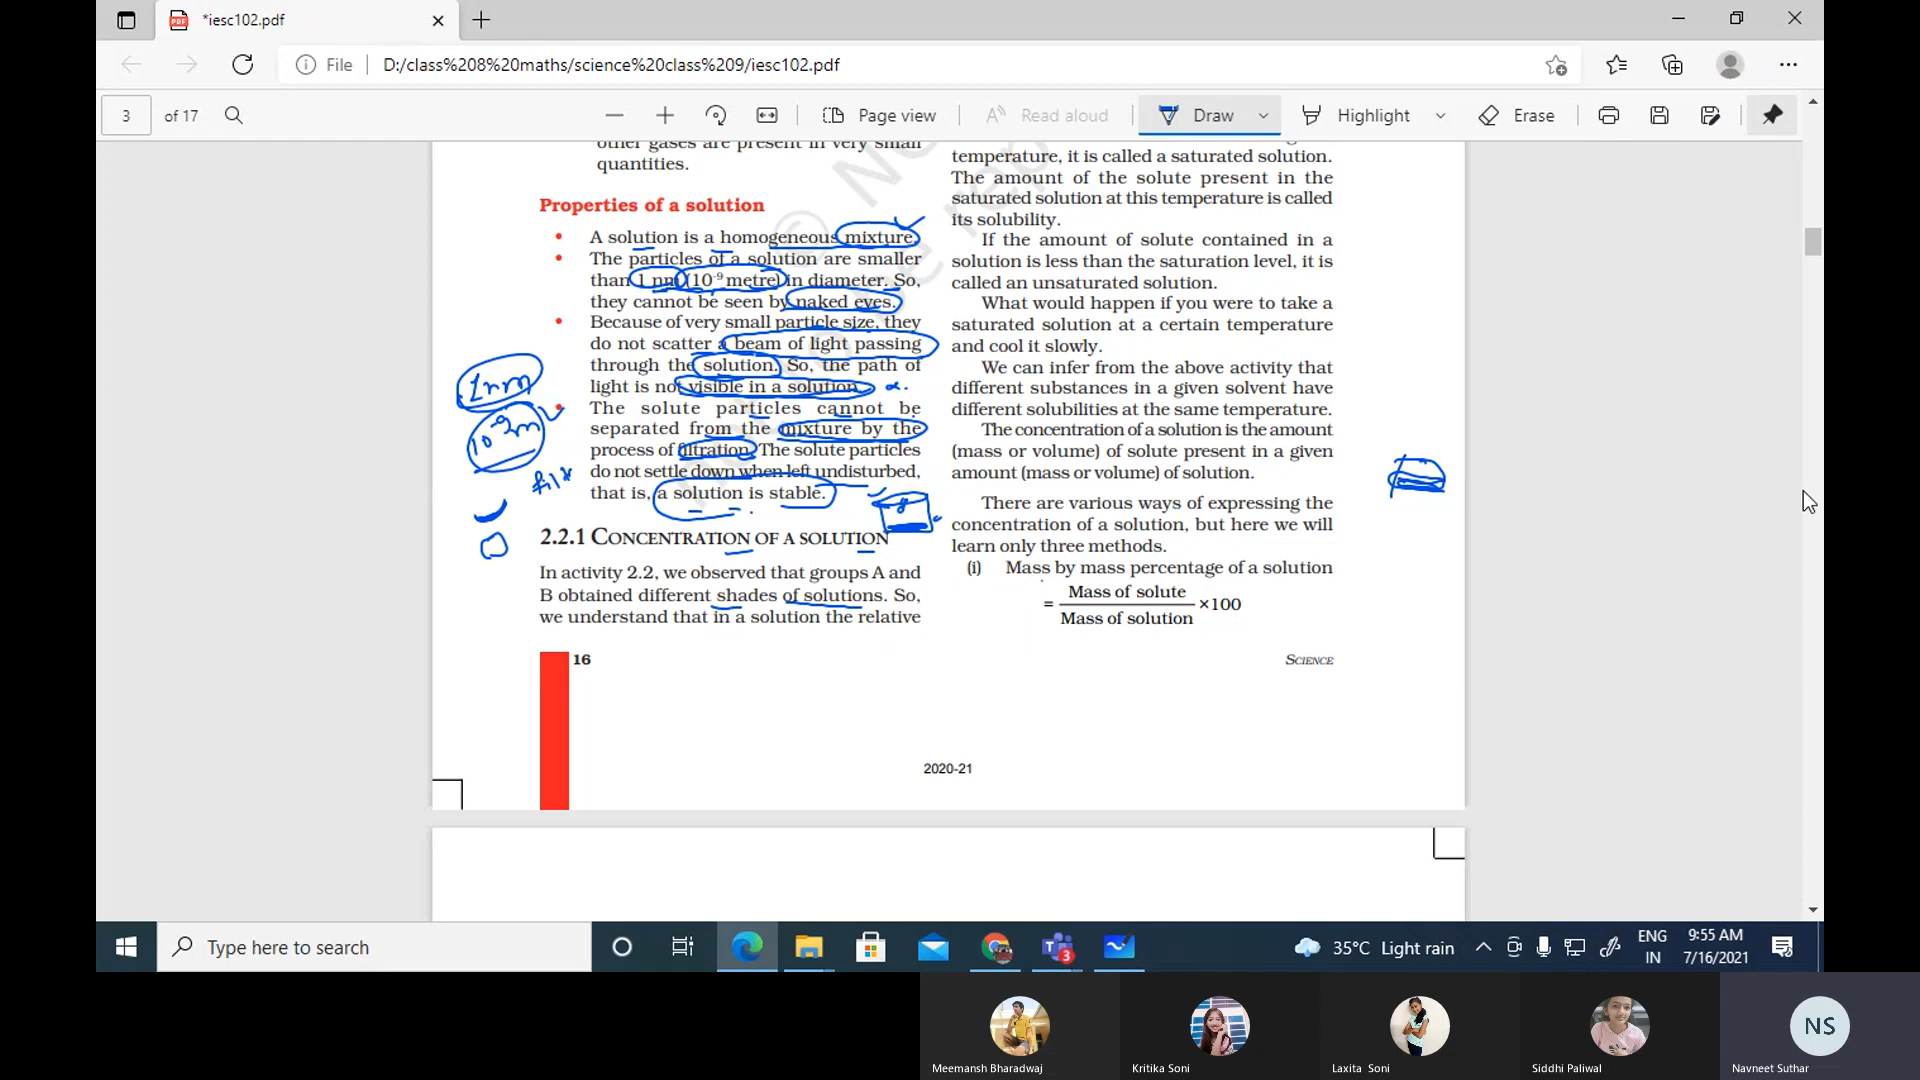 *iesc102.pdf
File
D:/class%208%20maths/science%20class%209/iesc102.pdf
3
of 17
Page view
Read aloud
Draw
Highlight
Erase
other gases are present in very small
quantities.
Properties of a solution
• A solution is a homogeneous mixture.
• The particles of a solution are smaller
than 1 nm (10-9 metre) in diameter. So,
they cannot be seen by naked eyes.
• Because of very small particle size, they
do not scatter a beam of light passing
through the solution. So, the path of
light is not visible in a solution.
• The solute particles cannot be
separated from the mixture by the
process of filtration. The solute particles
do not settle down when left undisturbed,
that is, a solution is stable.
1nm
10-9m
2.2.1 CONCENTRATION OF A SOLUTION
In activity 2.2, we observed that groups A and
B obtained different shades of solutions. So,
we understand that in a solution the relative
temperature, it is called a saturated solution.
The amount of the solute present in the
saturated solution at this temperature is called
its solubility.
If the amount of solute contained in a
solution is less than the saturation level, it is
called an unsaturated solution.
What would happen if you were to take a
saturated solution at a certain temperature
and cool it slowly.
We can infer from the above activity that
different substances in a given solvent have
different solubilities at the same temperature.
The concentration of a solution is the amount
(mass or volume) of solute present in a given
amount (mass or volume) of solution.
There are various ways of expressing the
concentration of a solution, but here we will
learn only three methods.
(i) Mass by mass percentage of a solution
= Mass of solute / Mass of solution ×100
16
SCIENCE
2020-21
Type here to search
3
35°C Light rain
ENG
IN
9:55 AM
7/16/2021
NS
Meemansh Bharadwaj
Kritika Soni
Laxita Soni
Siddhi Paliwal
Navneet Suthar